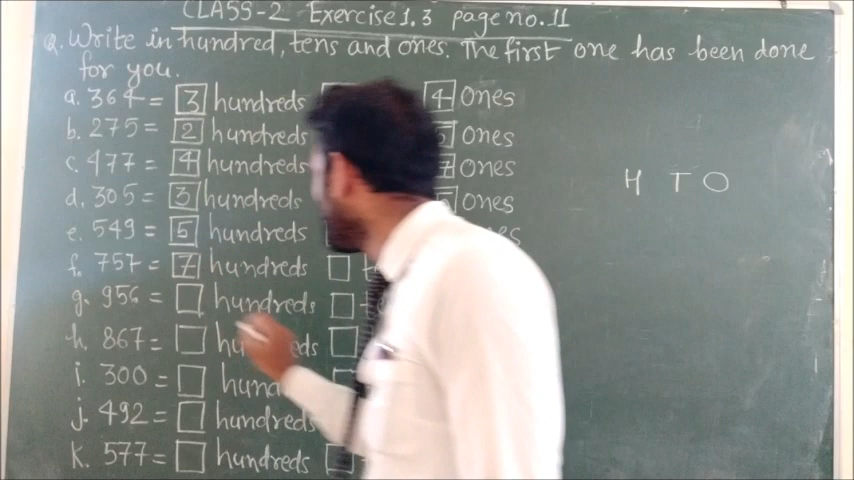 CLASS-2 Exercise 1.3 page no. 11
Q. Write in hundred, tens and ones. The first one has been done
for you.
a. 364 = 3 hundreds 4 Ones
b. 275 = 2 hundreds 5 Ones
c. 477 = 4 hundreds 7 Ones
d. 305 = 3 hundreds Ones
e. 549 = 5 hundreds
f. 757 = 7 hundreds
g. 956 = hundreds
h. 867 =
i. 300 =
j. 492 = hundreds
k. 577 = hundreds
H T O